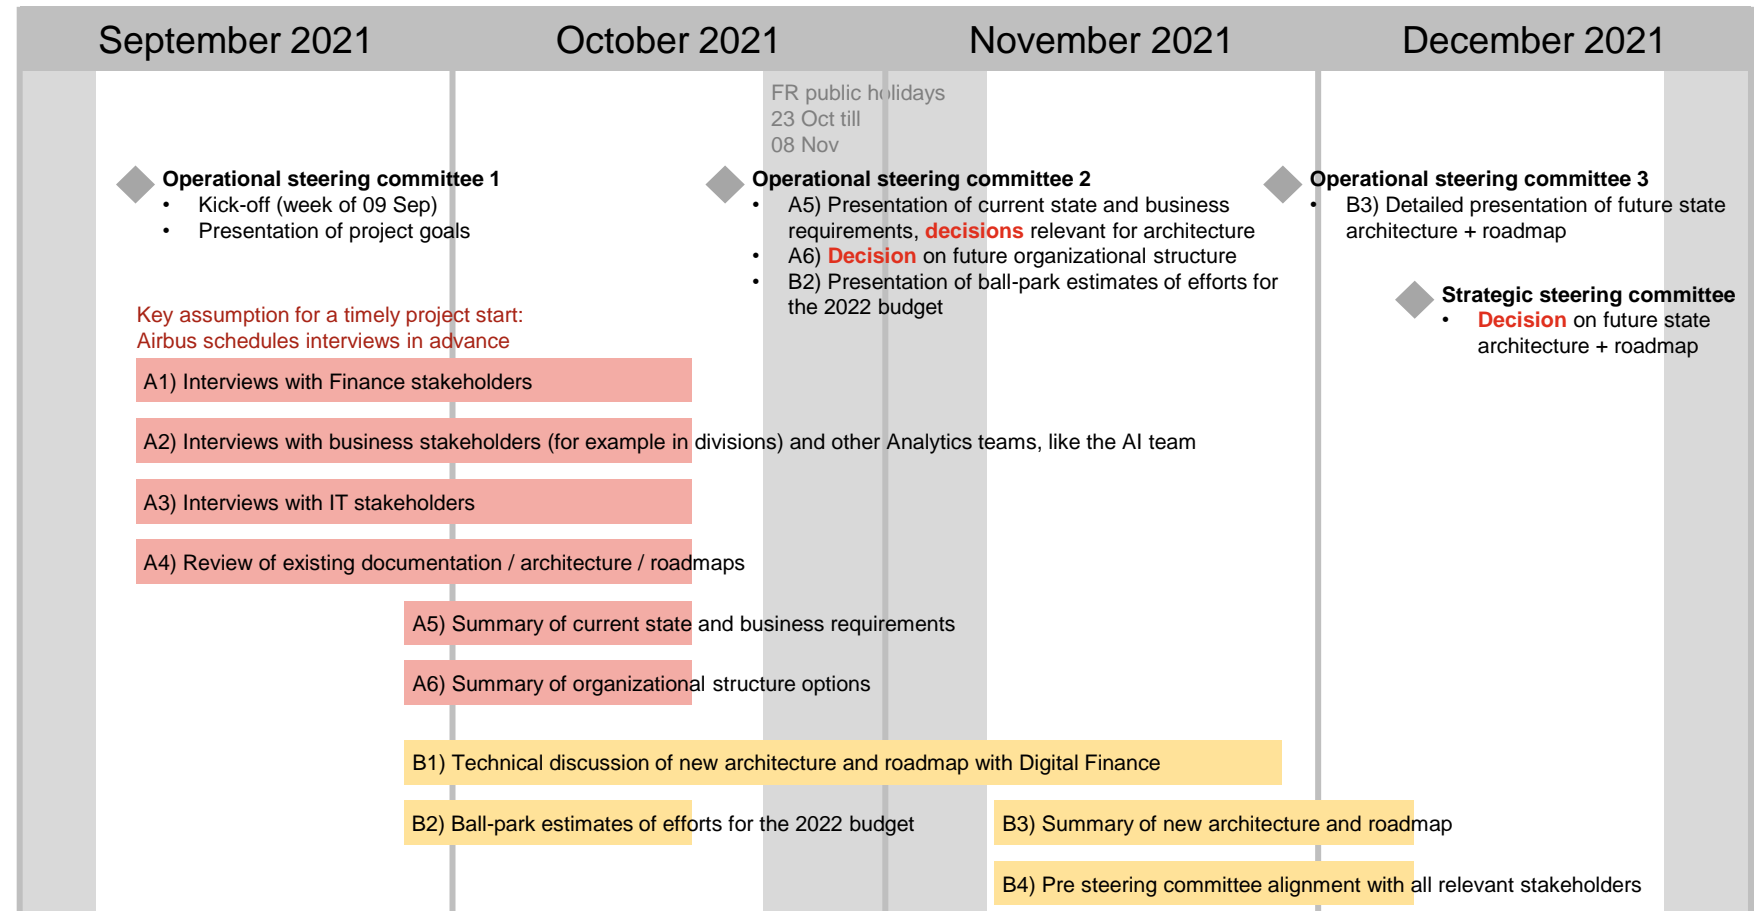 September 2021
October 2021
November 2021
December 2021
FR public holidays
23 Oct till
08 Nov
Operational steering committee 1
• Kick-off (week of 09 Sep)
• Presentation of project goals
Operational steering committee 2
• A5) Presentation of current state and business
requirements, decisions relevant for architecture
• A6) Decision on future organizational structure
• B2) Presentation of ball-park estimates of efforts for
the 2022 budget
Operational steering committee 3
• B3) Detailed presentation of future state
architecture + roadmap
Strategic steering committee
• Decision on future state
architecture + roadmap
Key assumption for a timely project start:
Airbus schedules interviews in advance
A1) Interviews with Finance stakeholders
A2) Interviews with business stakeholders (for example in divisions) and other Analytics teams, like the AI team
A3) Interviews with IT stakeholders
A4) Review of existing documentation / architecture / roadmaps
A5) Summary of current state and business requirements
A6) Summary of organizational structure options
B1) Technical discussion of new architecture and roadmap with Digital Finance
B2) Ball-park estimates of efforts for the 2022 budget
B3) Summary of new architecture and roadmap
B4) Pre steering committee alignment with all relevant stakeholders